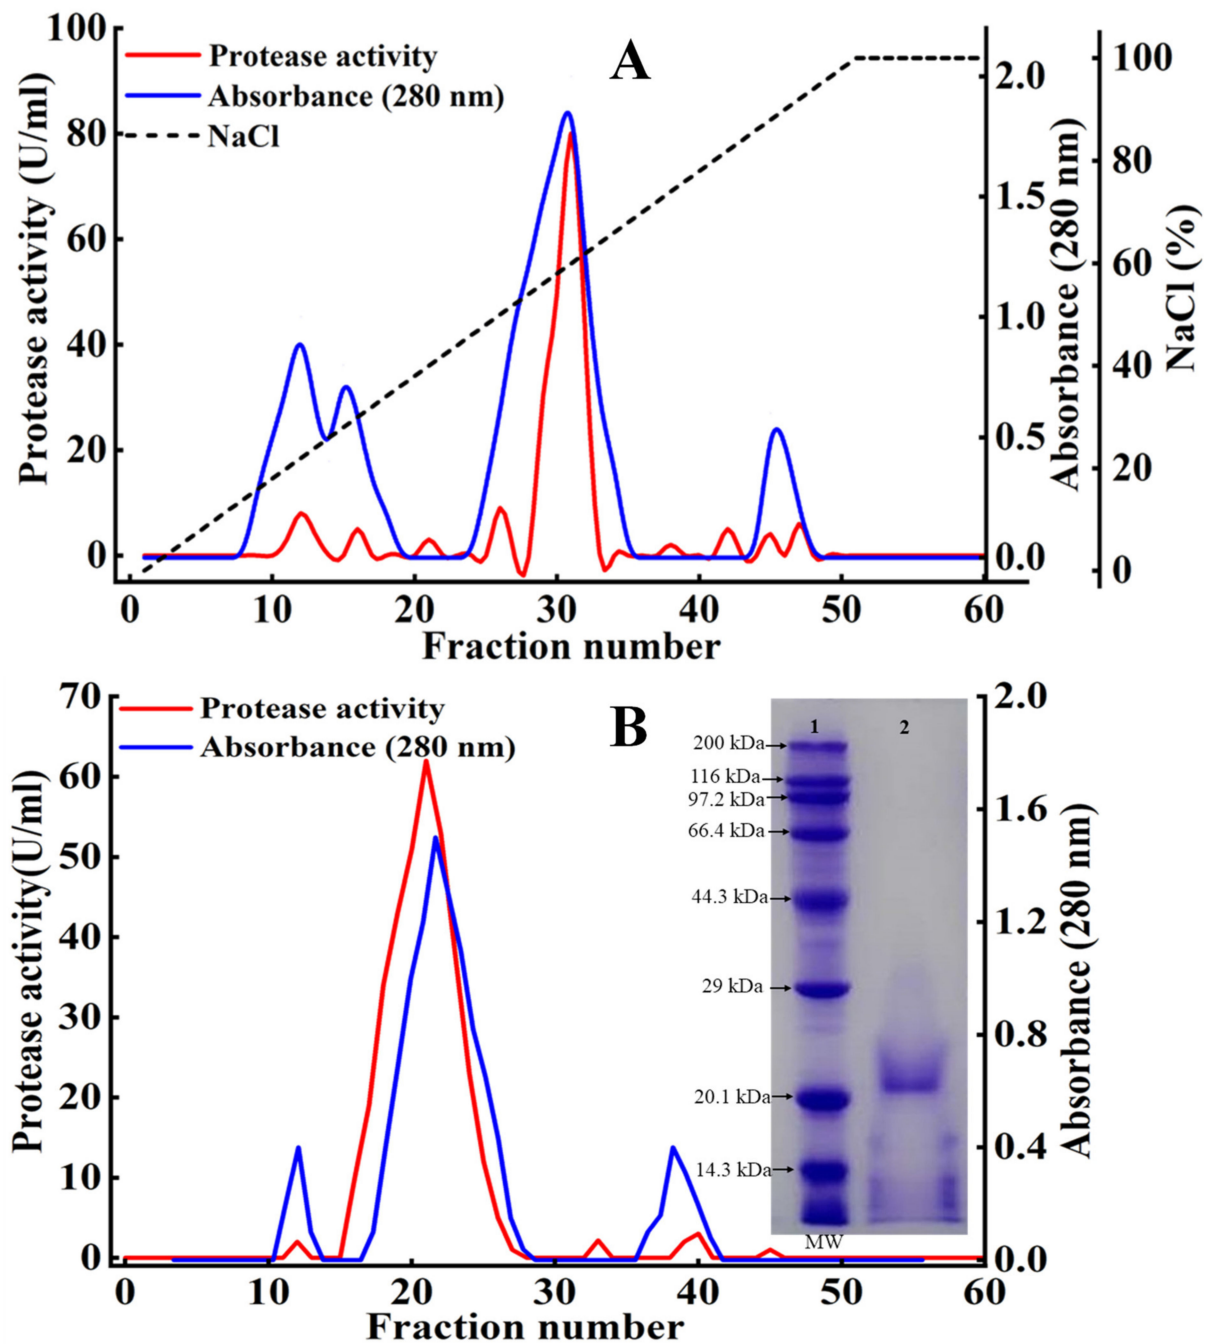 A
Protease activity
Absorbance (280 nm)
NaCl
Protease activity (U/ml)
100
80
60
40
20
0
2.0
1.5
1.0
0.5
0.0
Absorbance (280 nm)
100
80
60
40
20
0
NaCl (%)
0 10 20 30 40 50 60
Fraction number
B
Protease activity
Absorbance (280 nm)
Protease activity(U/ml)
70
60
50
40
30
20
10
0
1 2
200 kDa
116 kDa
97.2 kDa
66.4 kDa
44.3 kDa
29 kDa
20.1 kDa
14.3 kDa
MW
2.0
1.6
1.2
0.8
0.4
0.0
Absorbance (280 nm)
0 10 20 30 40 50 60
Fraction number